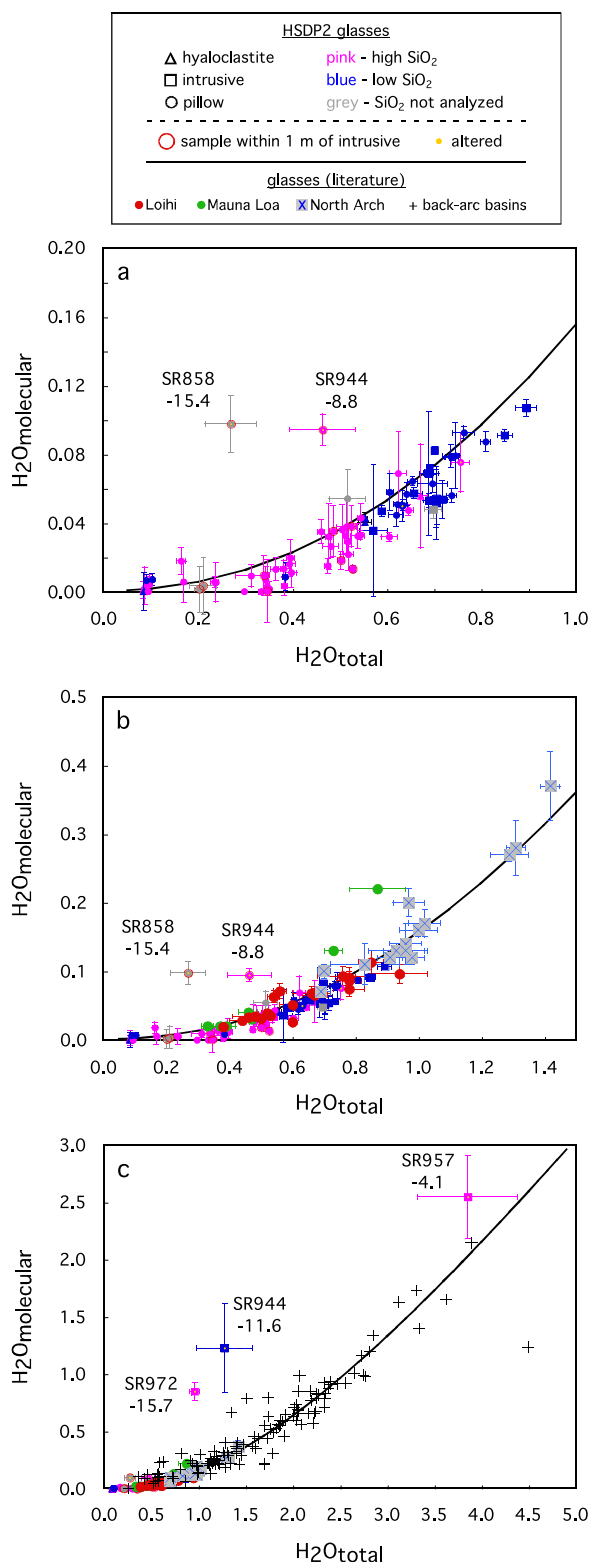 HSDP2 glasses
hyaloclastite pink - high SiO2
intrusive blue - low SiO2
pillow grey - SiO2 not analyzed
sample within 1 m of intrusive altered
glasses (literature)
Loihi Mauna Loa North Arch + back-arc basins
a
0.20
0.16
0.12
0.08
0.04
0.00
H2Omolecular
SR858
-15.4
SR944
-8.8
0.0 0.2 0.4 0.6 0.8 1.0
H2Ototal
b
0.5
0.4
0.3
0.2
0.1
0.0
H2Omolecular
SR858
-15.4
SR944
-8.8
0.0 0.2 0.4 0.6 0.8 1.0 1.2 1.4
H2Ototal
c
3.0
2.5
2.0
1.5
1.0
0.5
0.0
H2Omolecular
SR957
-4.1
SR944
-11.6
SR972
-15.7
0.0 0.5 1.0 1.5 2.0 2.5 3.0 3.5 4.0 4.5 5.0
H2Ototal